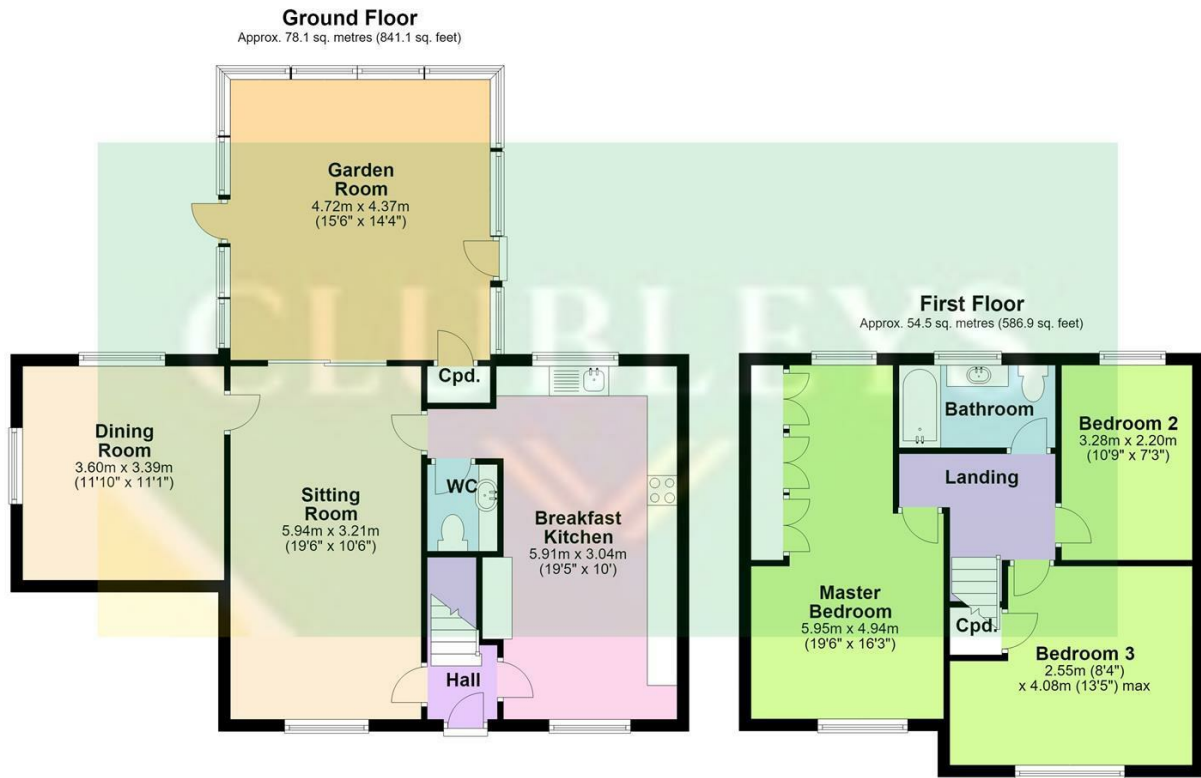 Ground Floor
Approx. 78.1 sq. metres (841.1 sq. feet)
Garden
Room
4.72m x 4.37m
(15'6" x 14'4")
CLUBLEYS
First Floor
Approx. 54.5 sq. metres (586.9 sq. feet)
Cpd.
Dining
Room
3.60m x 3.39m
(11'10" x 11'1")
Sitting
Room
5.94m x 3.21m
(19'6" x 10'6")
WC
Breakfast
Kitchen
5.91m x 3.04m
(19'5" x 10')
Hall
Bathroom
Bedroom 2
3.28m x 2.20m
(10'9" x 7'3")
Landing
Master
Bedroom
5.95m x 4.94m
(19'6" x 16'3")
Cpd.
Bedroom 3
2.55m (8'4")
x 4.08m (13'5") max